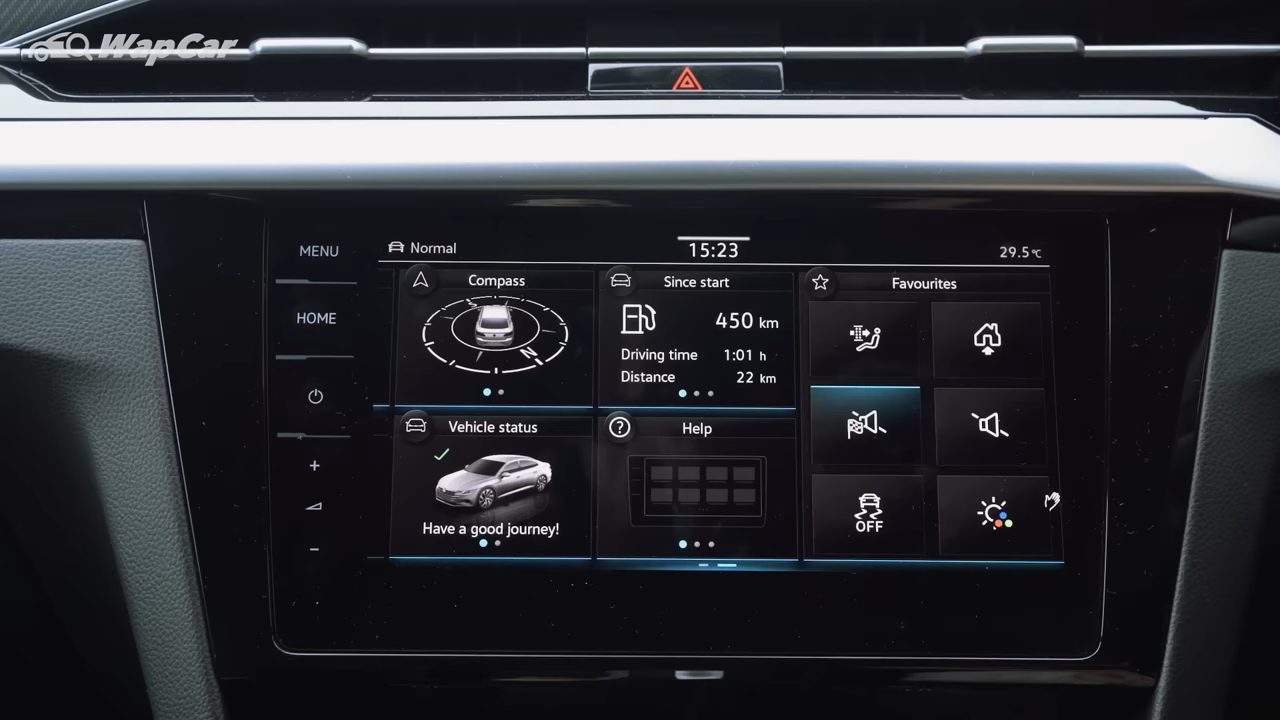 WapCar
MENU
HOME
Normal
15:23
29.5°C
Compass
S
N
Since start
450 km
Driving time 1:01 h
Distance 22 km
Favourites
Vehicle status
Have a good journey!
Help
OFF